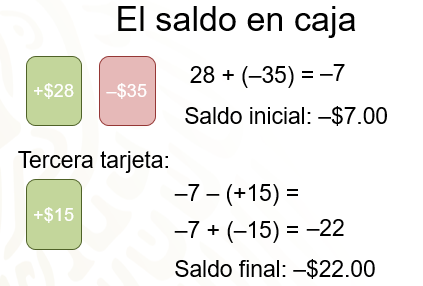 El saldo en caja
+$28 –$35 28 + (–35) = –7
Saldo inicial: –$7.00
Tercera tarjeta:
+$15
–7 – (+15) =
–7 + (–15) = –22
Saldo final: –$22.00